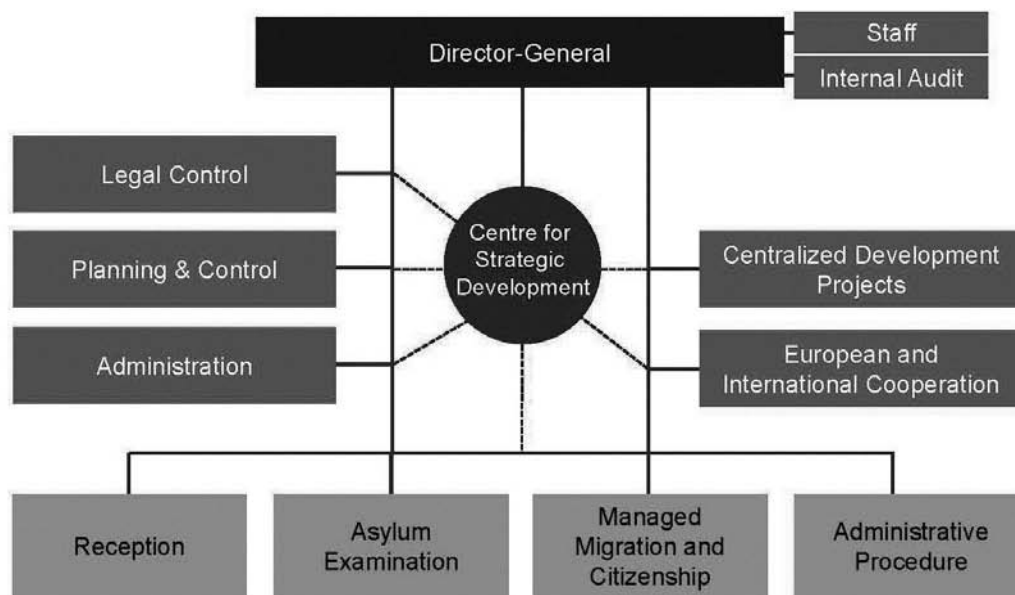 Director-General
Staff
Internal Audit
Legal Control
Planning & Control
Administration
Centre for
Strategic
Development
Centralized Development
Projects
European and
International Cooperation
Reception
Asylum
Examination
Managed
Migration and
Citizenship
Administrative
Procedure